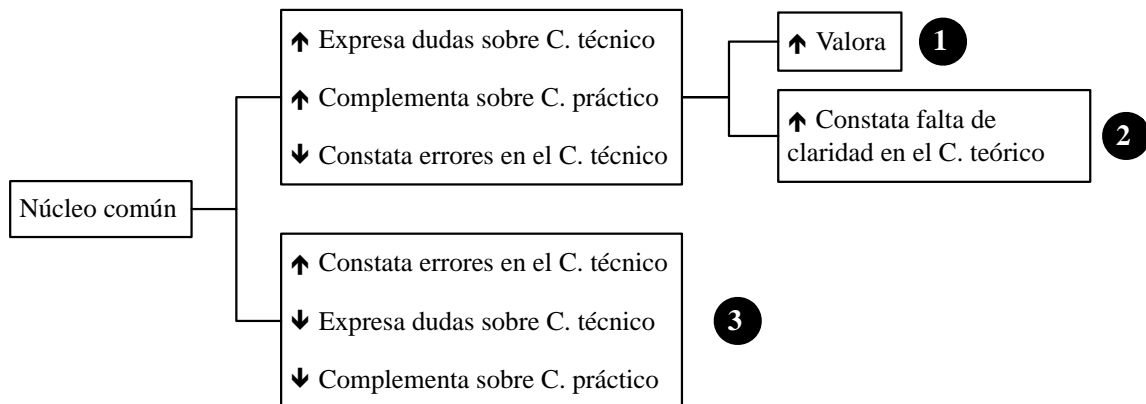 ↑ Expresa dudas sobre C. técnico
↑ Complementa sobre C. práctico
↓ Constata errores en el C. técnico
↑ Valora
1
↑ Constata falta de
claridad en el C. teórico
2
Núcleo común
↑ Constata errores en el C. técnico
↓ Expresa dudas sobre C. técnico
↓ Complementa sobre C. práctico
3